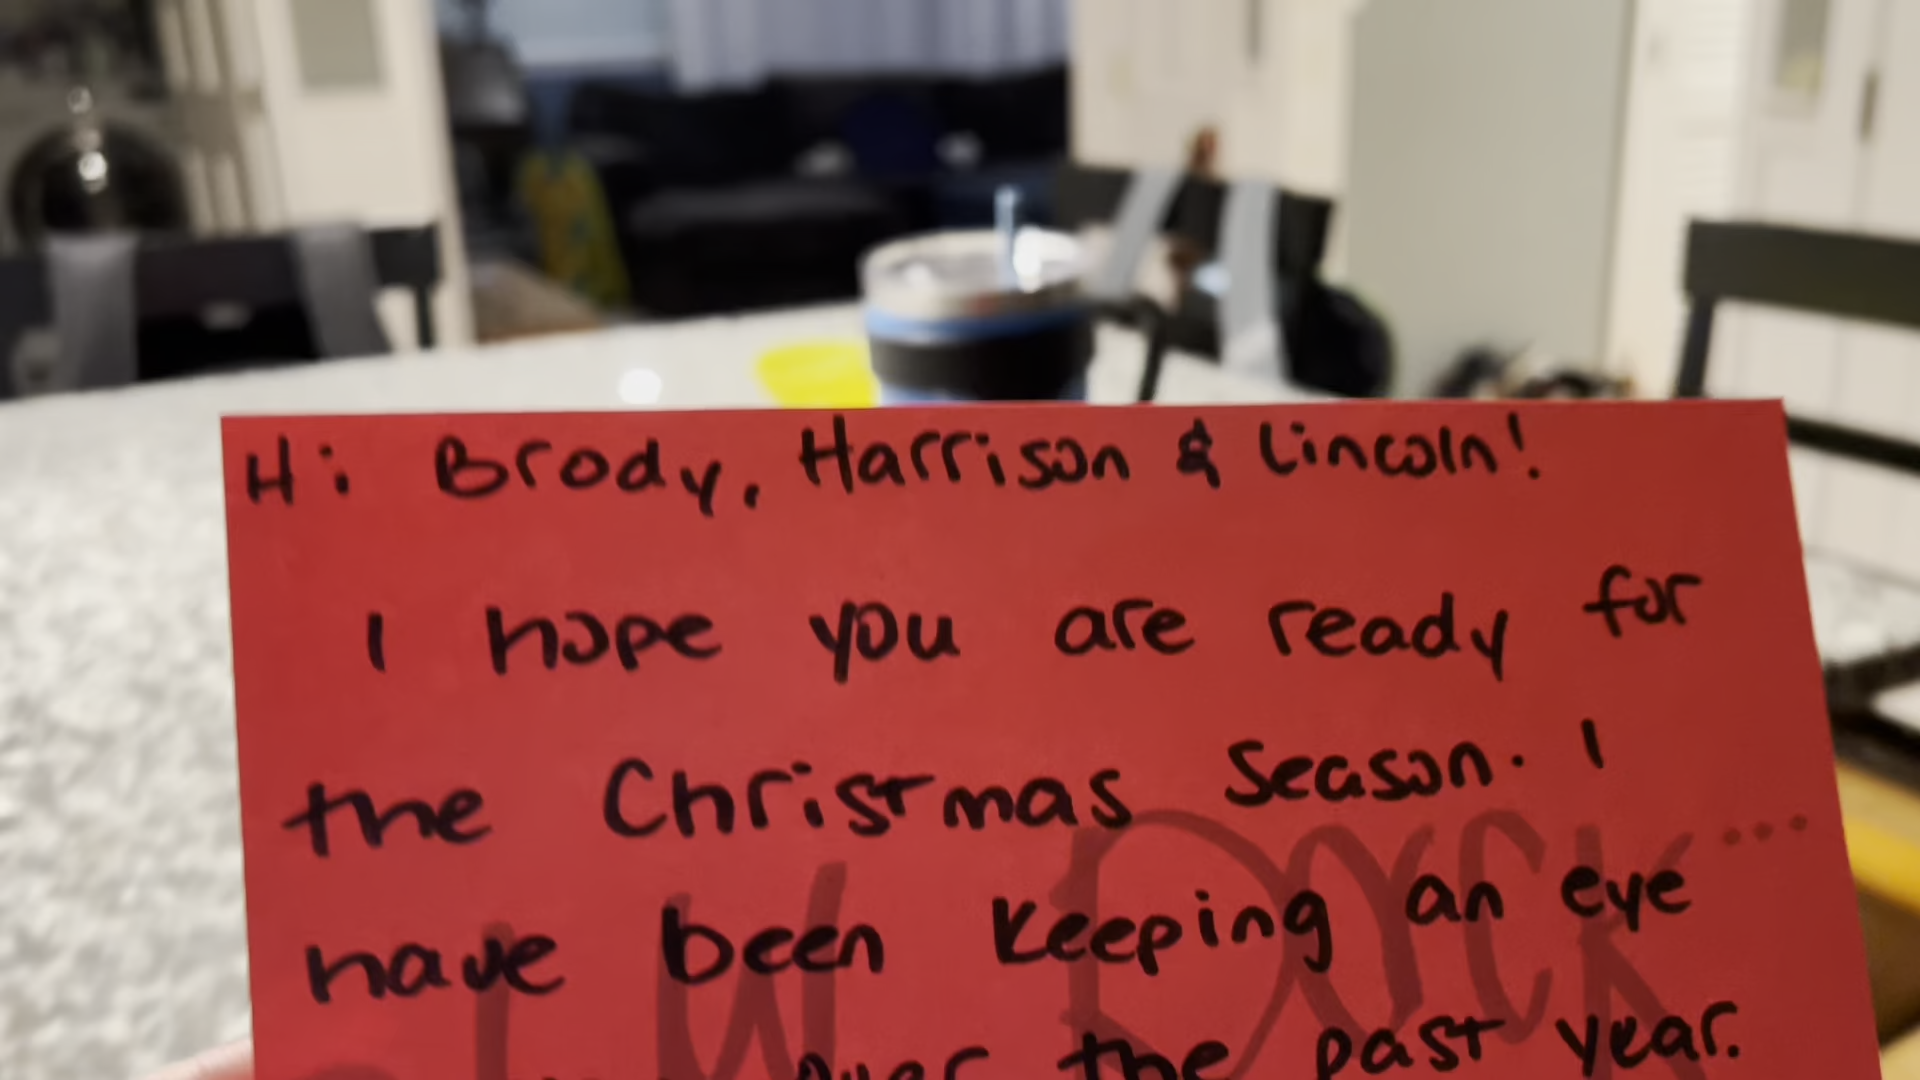 Hi Brody, Harrison & Lincoln!
I hope you are ready for
the Christmas Season. I
have been keeping an eye
over the past year.